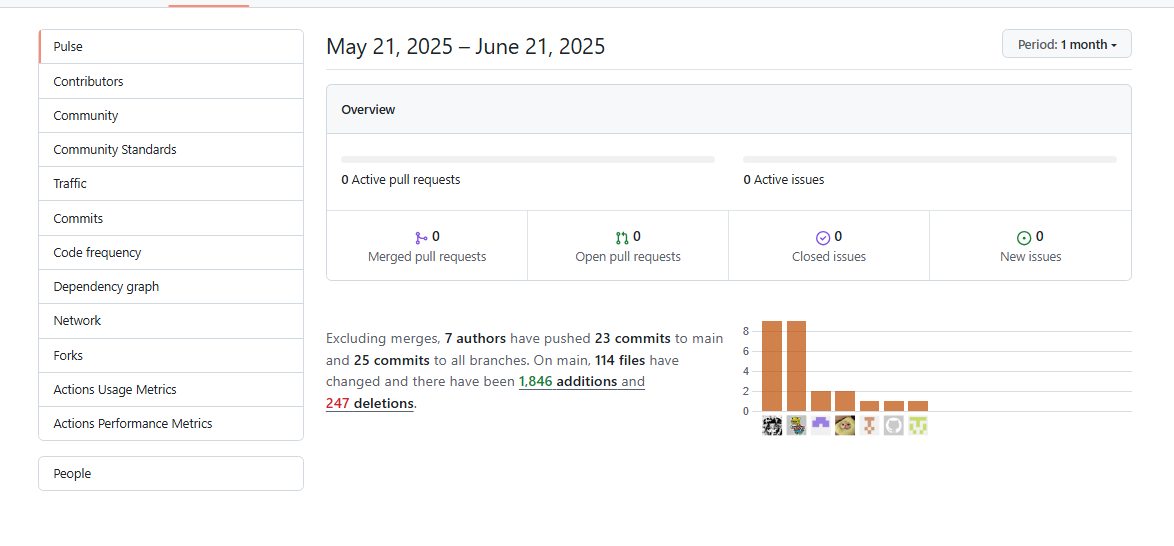 Pulse
Contributors
Community
Community Standards
Traffic
Commits
Code frequency
Dependency graph
Network
Forks
Actions Usage Metrics
Actions Performance Metrics
People
May 21, 2025 – June 21, 2025
Period: 1 month
Overview
0 Active pull requests
0 Active issues
0
Merged pull requests
0
Open pull requests
0
Closed issues
0
New issues
Excluding merges, 7 authors have pushed 23 commits to main
and 25 commits to all branches. On main, 114 files have
changed and there have been 1,846 additions and
247 deletions.
8
6
4
2
0